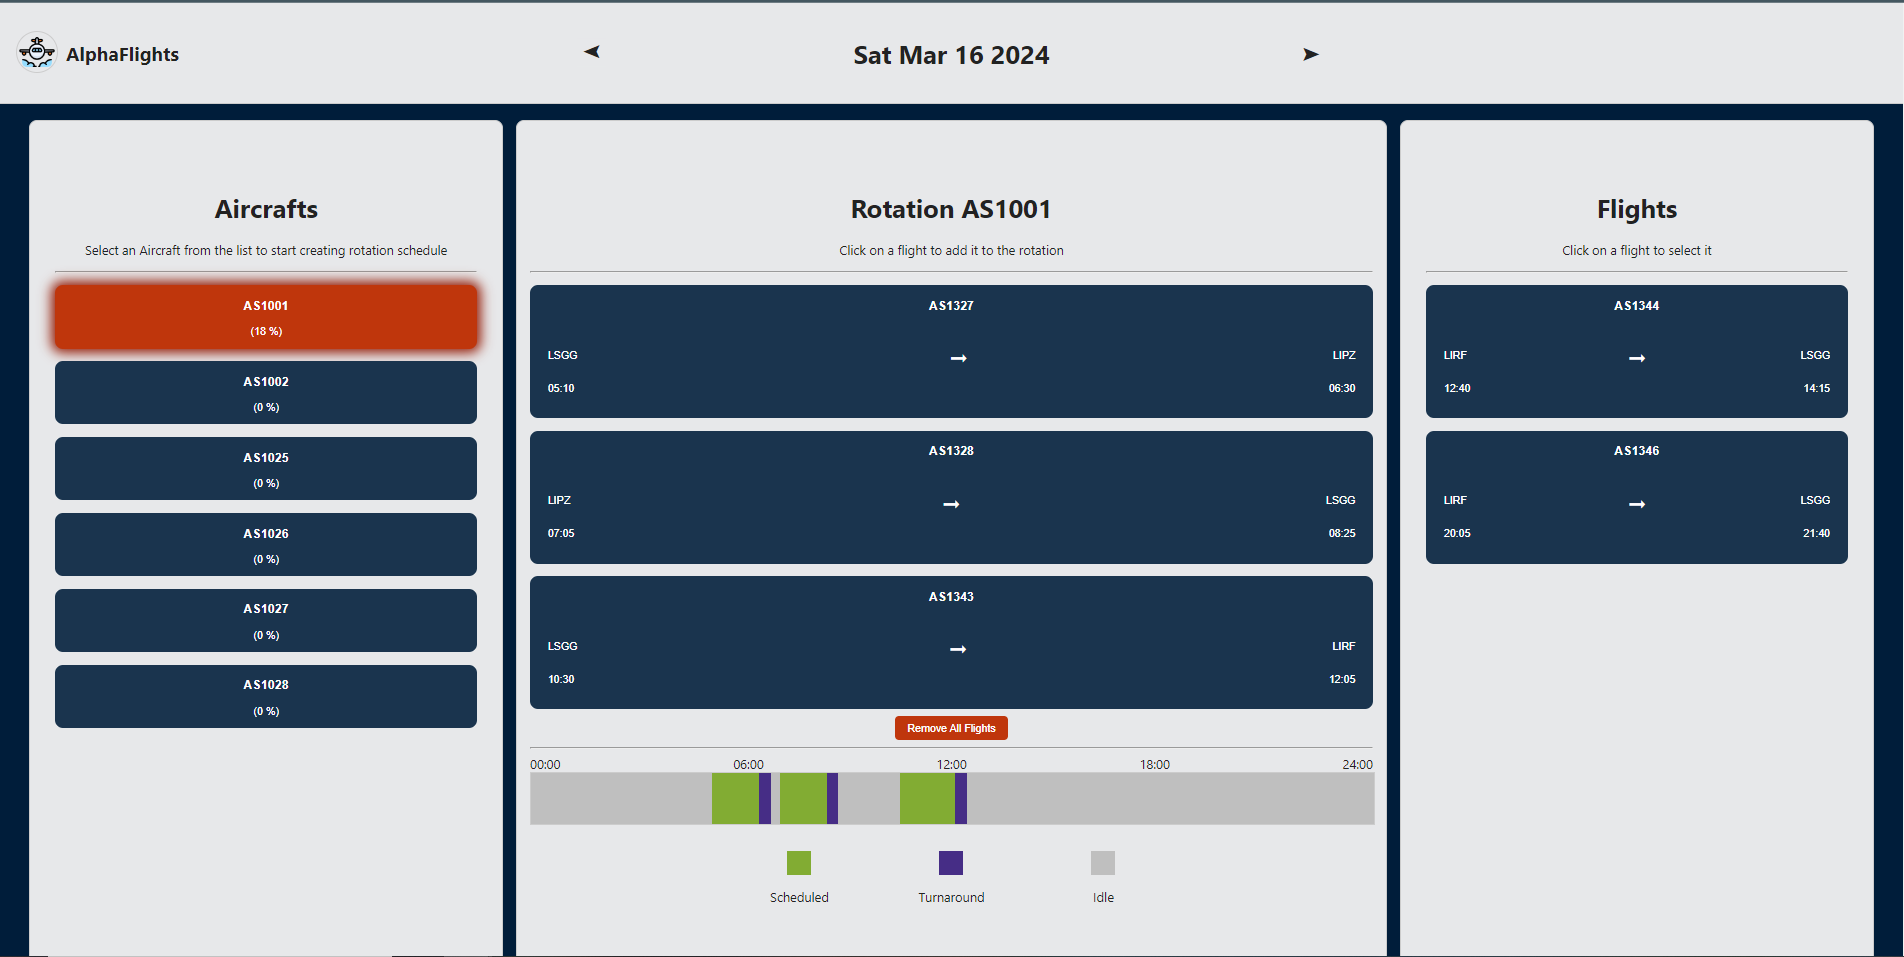 AlphaFlights
Sat Mar 16 2024
Aircrafts
Select an Aircraft from the list to start creating rotation schedule
AS1001
(18 %)
AS1002
(0 %)
AS1025
(0 %)
AS1026
(0 %)
AS1027
(0 %)
AS1028
(0 %)
Rotation AS1001
Click on a flight to add it to the rotation
AS1327
LSGG ➞ LIPZ
05:10 06:30
AS1328
LIPZ ➞ LSGG
07:05 08:25
AS1343
LSGG ➞ LIRF
10:30 12:05
Remove All Flights
00:00 06:00 12:00 18:00 24:00
Scheduled Turnaround Idle
Flights
Click on a flight to select it
AS1344
LIRF ➞ LSGG
12:40 14:15
AS1346
LIRF ➞ LSGG
20:05 21:40